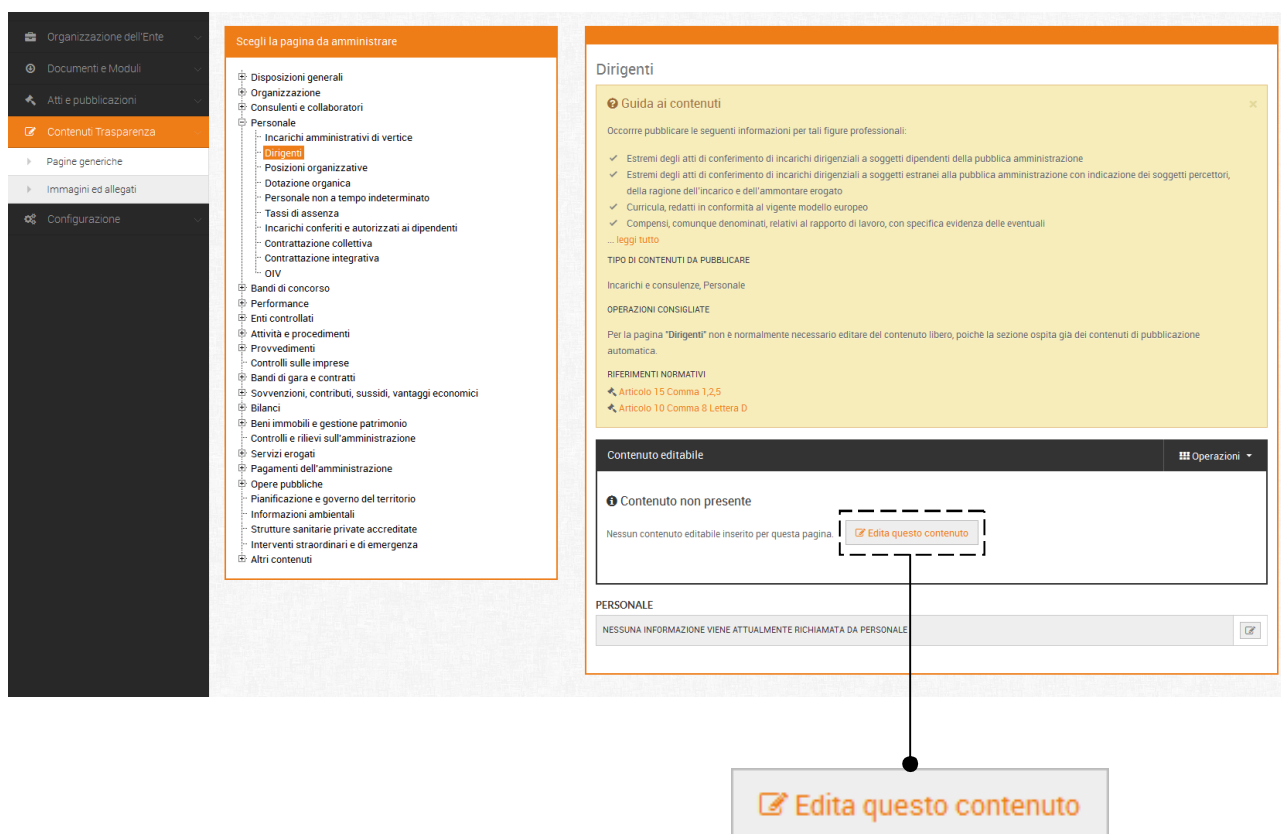 Organizzazione dell'Ente
Documenti e Moduli
Atti e pubblicazioni
Contenuti Trasparenza
Pagine generiche
Immagini ed allegati
Configurazione
Scegli la pagina da amministrare
Disposizioni generali
Organizzazione
Consulenti e collaboratori
Personale
Incarichi amministrativi di vertice
Dirigenti
Posizioni organizzative
Dotazione organica
Personale non a tempo indeterminato
Tassi di assenza
Incarichi conferiti e autorizzati ai dipendenti
Contrattazione collettiva
Contrattazione integrativa
OIV
Bandi di concorso
Performance
Enti controllati
Attività e procedimenti
Provvedimenti
Controlli sulle imprese
Bandi di gara e contratti
Sovvenzioni, contributi, sussidi, vantaggi economici
Bilanci
Beni immobili e gestione patrimonio
Controlli e rilievi sull'amministrazione
Servizi erogati
Pagamenti dell'amministrazione
Opere pubbliche
Pianificazione e governo del territorio
Informazioni ambientali
Strutture sanitarie private accreditate
Interventi straordinari e di emergenza
Altri contenuti
Dirigenti
Guida ai contenuti
Occorrre pubblicare le seguenti informazioni per tali figure professionali:
Estremi degli atti di conferimento di incarichi dirigenziali a soggetti dipendenti della pubblica amministrazione
Estremi degli atti di conferimento di incarichi dirigenziali a soggetti estranei alla pubblica amministrazione con indicazione dei soggetti percettori,
della ragione dell'incarico e dell'ammontare erogato
Curricula, redatti in conformità al vigente modello europeo
Compensi, comunque denominati, relativi al rapporto di lavoro, con specifica evidenza delle eventuali
... leggi tutto
TIPO DI CONTENUTI DA PUBBLICARE
Incarichi e consulenze, Personale
OPERAZIONI CONSIGLIATE
Per la pagina "Dirigenti" non è normalmente necessario editare del contenuto libero, poichè la sezione ospita già dei contenuti di pubblicazione
automatica.
RIFERIMENTI NORMATIVI
Articolo 15 Comma 1,2,5
Articolo 10 Comma 8 Lettera D
Contenuto editabile
Operazioni
Contenuto non presente
Nessun contenuto editabile inserito per questa pagina. Edita questo contenuto
PERSONALE
NESSUNA INFORMAZIONE VIENE ATTUALMENTE RICHIAMATA DA PERSONALE
Edita questo contenuto